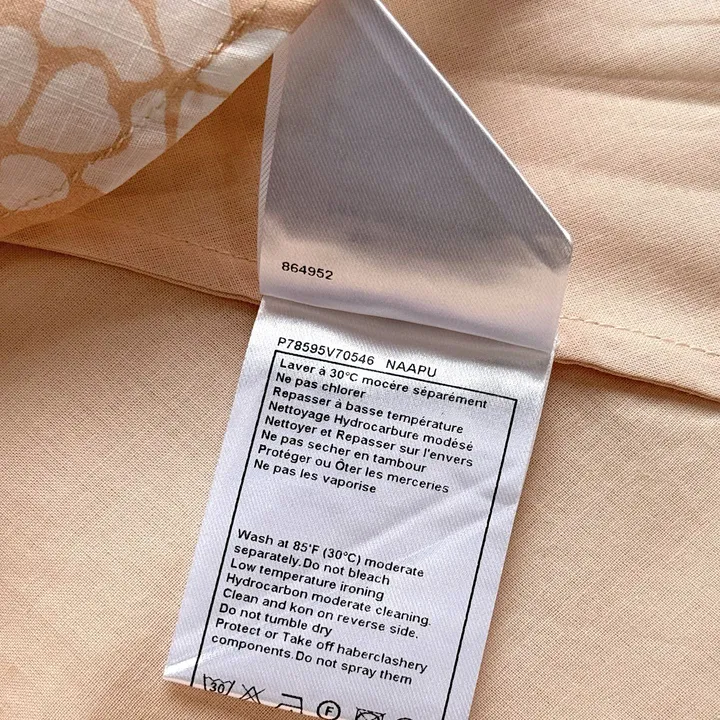 864952
P78595V70546 NAAPU
Laver à 30°C mocère séparément
Ne pas chlorer
Repasser à basse température
Nettoyage Hydrocarbure modésé
Nettoyer et Repasser sur l'envers
Ne pas secher en tambour
Protéger ou Ôter les merceries
Ne pas les vaporise
Wash at 85°F (30°C) moderate
separately.Do not bleach
Low temperature ironing
Hydrocarbon moderate cleaning.
Clean and kon on reverse side.
Do not tumble dry
Protect or Take off haberclashery
components.Do not spray them
30
F